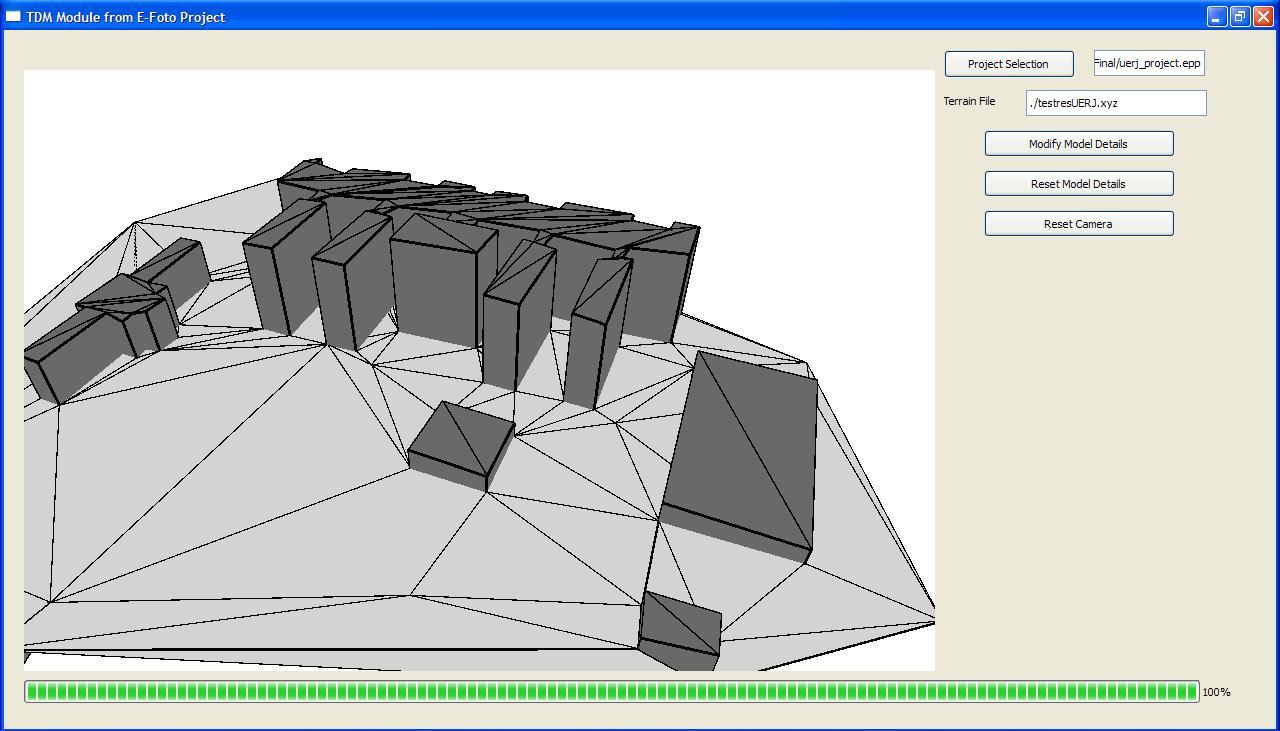 TDM Module from E-Foto Project
Project Selection
Final/uerj_project.epp
Terrain File
./testresUERJ.xyz
Modify Model Details
Reset Model Details
Reset Camera
100%